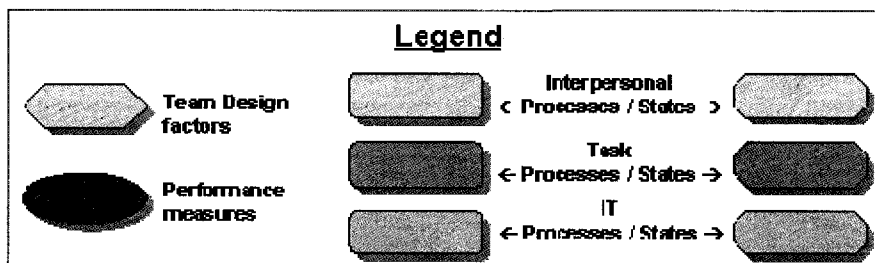 Legend
Team Design
factors
Performance
measures
Interpersonal
← Processes / States →
Task
← Processes / States →
IT
← Processes / States →